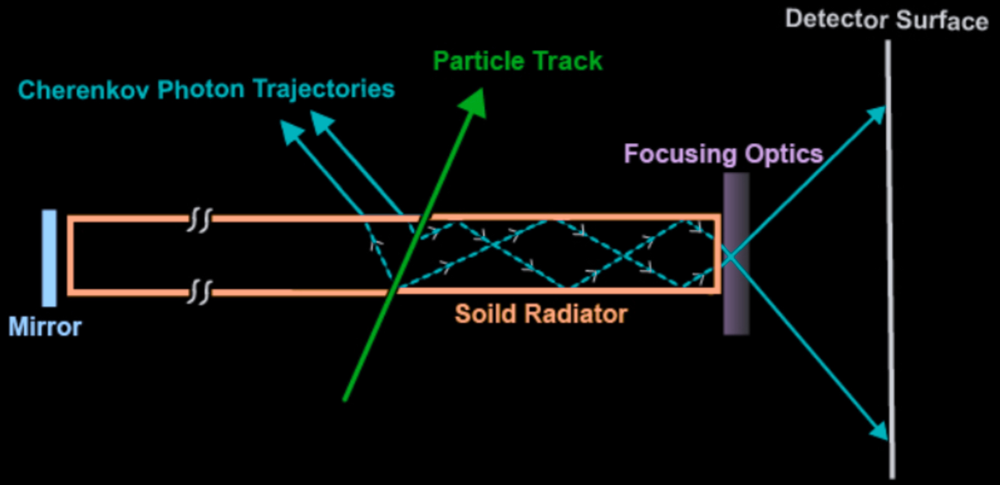 Detector Surface
Particle Track
Cherenkov Photon Trajectories
Focusing Optics
Soild Radiator
Mirror